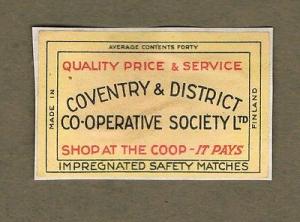 AVERAGE CONTENTS FORTY
QUALITY PRICE & SERVICE
MADE IN
COVENTRY & DISTRICT
CO-OPERATIVE SOCIETY LTD
FINLAND
SHOP AT THE COOP - IT PAYS
IMPREGNATED SAFETY MATCHES